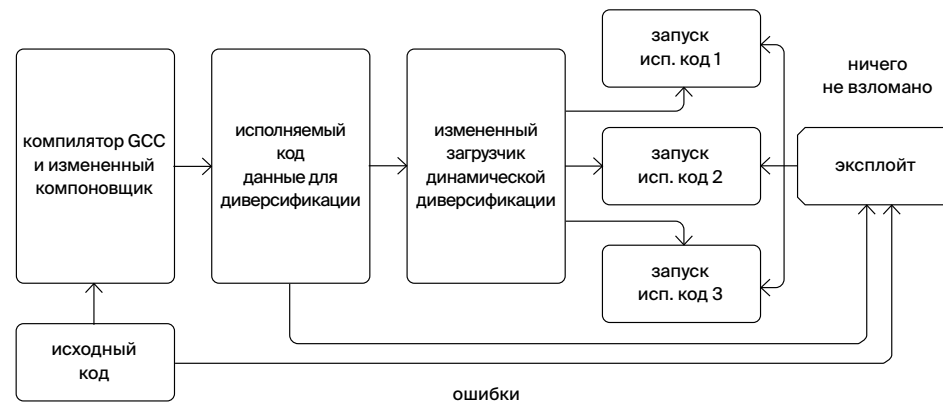 компилятор GCC
и измененный
компоновщик
исполняемый
код
данные для
диверсификации
измененный
загрузчик
динамической
диверсификации
запуск
исп. код 1
запуск
исп. код 2
запуск
исп. код 3
ничего
не взломано
эксплойт
исходный
код
ошибки